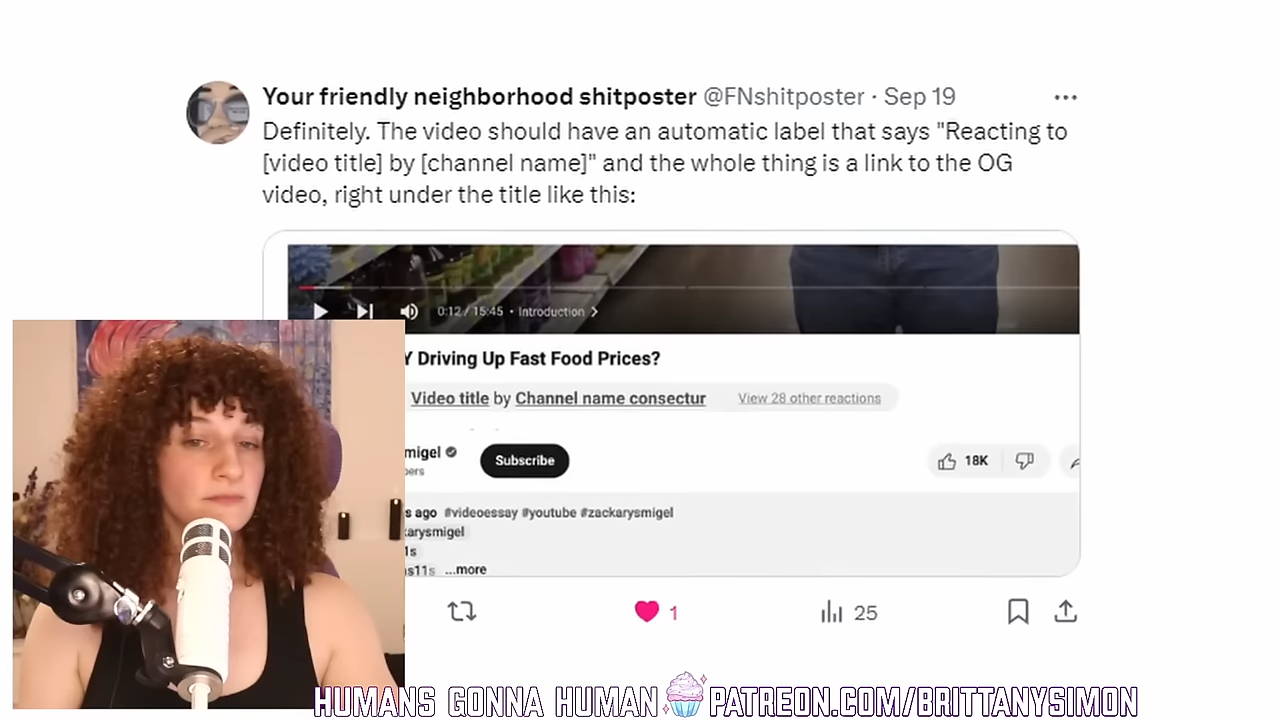 Your friendly neighborhood shitposter @FNshitposter · Sep 19
Definitely. The video should have an automatic label that says "Reacting to
[video title] by [channel name]" and the whole thing is a link to the OG
video, right under the title like this:
0:12 / 15:45 • Introduction >
Y Driving Up Fast Food Prices?
Video title by Channel name consectur View 28 other reactions
migel
Subscribe
18K
s ago #videoessay #youtube #zackarysmigel
arysmigel
...more
1
25
HUMANS GONNA HUMAN PATREON.COM/BRITTANYSIMON